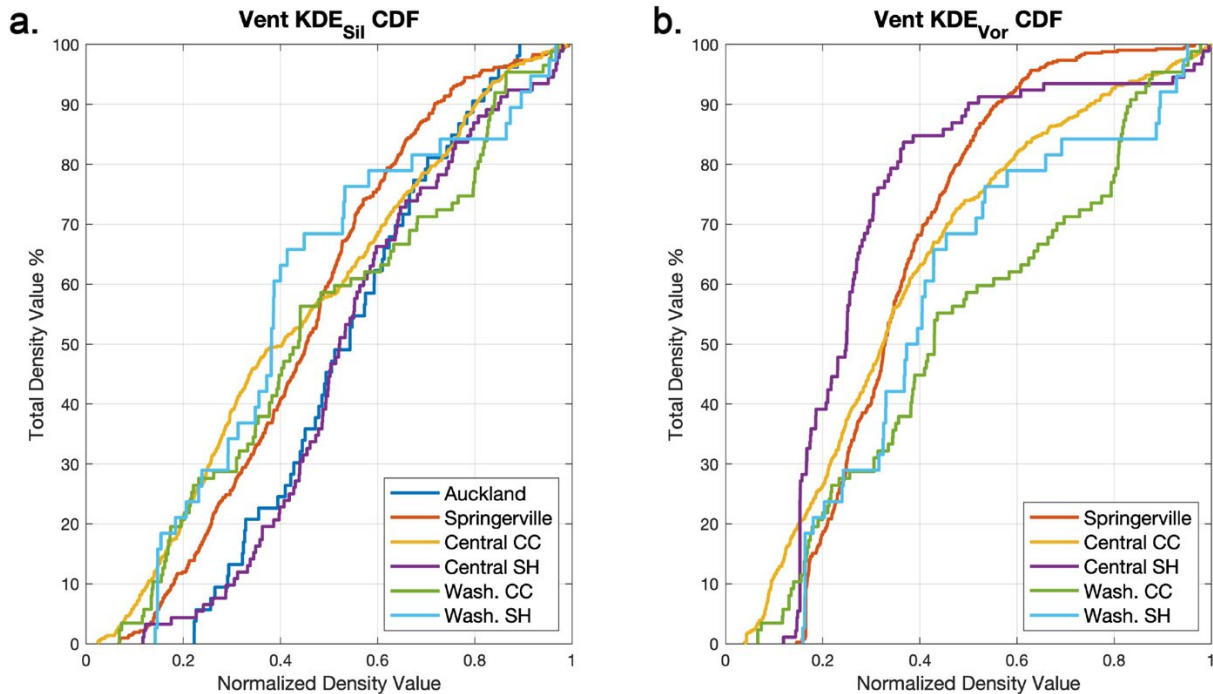 a.
Vent KDE_Sil CDF
Total Density Value %
100
90
80
70
60
50
40
30
20
10
0
0
0.2
0.4
0.6
0.8
1
Normalized Density Value
Auckland
Springerville
Central CC
Central SH
Wash. CC
Wash. SH
b.
Vent KDE_Vor CDF
Total Density Value %
100
90
80
70
60
50
40
30
20
10
0
0
0.2
0.4
0.6
0.8
1
Normalized Density Value
Springerville
Central CC
Central SH
Wash. CC
Wash. SH